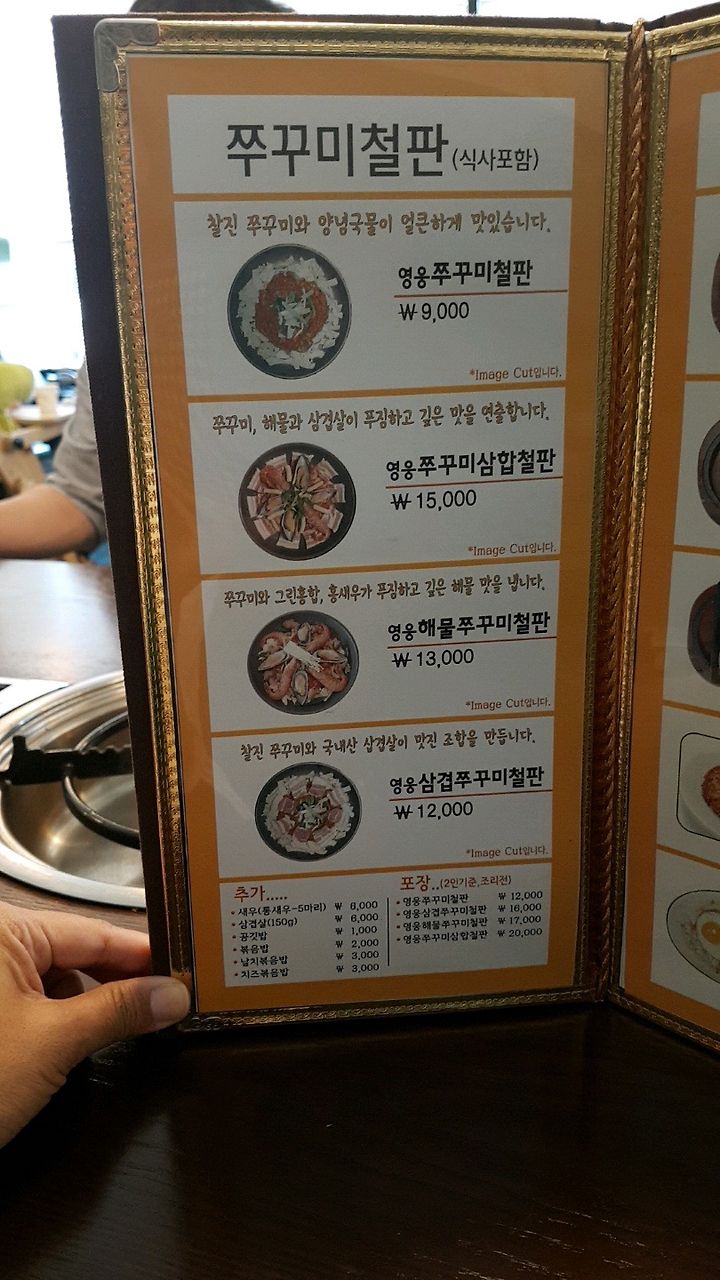 쭈꾸미철판(식사포함)
찰진 쭈꾸미와 양념국물이 얼큰하게 맛있습니다.
영웅쭈꾸미철판
₩ 9,000
*Image Cut입니다.
쭈꾸미, 해물과 삼겹살이 푸짐하고 깊은 맛을 연출합니다.
영웅쭈꾸미삼합철판
₩ 15,000
*Image Cut입니다.
쭈꾸미와 그린홍합, 홍새우가 푸짐하고 깊은 해물 맛을 냅니다.
영웅해물쭈꾸미철판
₩ 13,000
*Image Cut입니다.
찰진 쭈꾸미와 국내산 삼겹살이 맛진 조합을 만듭니다.
영웅삼겹쭈꾸미철판
₩ 12,000
*Image Cut입니다.
추가.....
• 새우(통새우-5마리) ₩ 6,000
• 삼겹살(150g) ₩ 6,000
• 공깃밥 ₩ 1,000
• 볶음밥 ₩ 2,000
• 날치볶음밥 ₩ 3,000
• 치즈볶음밥 ₩ 3,000
포장..(2인기준,조리전)
• 영웅쭈꾸미철판 ₩ 12,000
• 영웅삼겹쭈꾸미철판 ₩ 16,000
• 영웅해물쭈꾸미철판 ₩ 17,000
• 영웅쭈꾸미삼합철판 ₩ 20,000